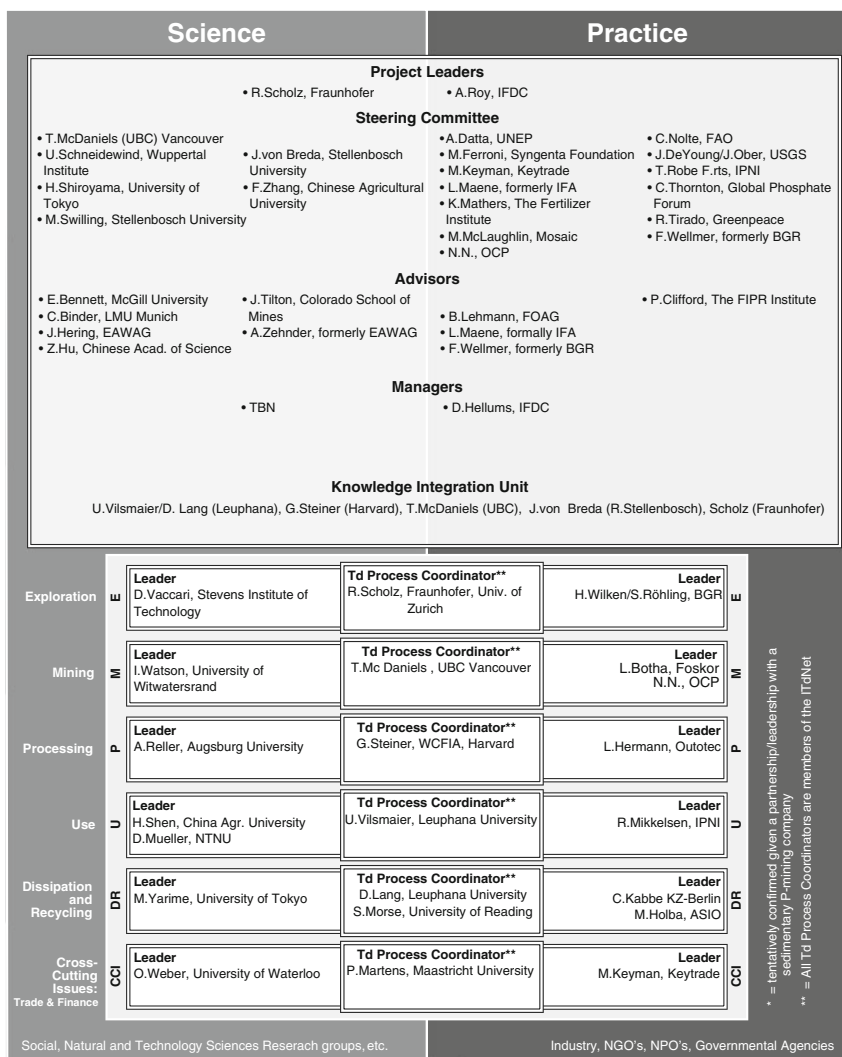 Science
Practice
Project Leaders
• R.Scholz, Fraunhofer
• A.Roy, IFDC
Steering Committee
• T.McDaniels (UBC) Vancouver
• U.Schneidewind, Wuppertal
Institute
• H.Shiroyama, University of
Tokyo
• M.Swilling, Stellenbosch University
• J.von Breda, Stellenbosch
University
• F.Zhang, Chinese Agricultural
University
• A.Datta, UNEP
• M.Ferroni, Syngenta Foundation
• M.Keyman, Keytrade
• L.Maene, formerly IFA
• K.Mathers, The Fertilizer
Institute
• M.McLaughlin, Mosaic
• N.N., OCP
• C.Nolte, FAO
• J.DeYoung/J.Ober, USGS
• T.Robe F.rts, IPNI
• C.Thornton, Global Phosphate
Forum
• R.Tirado, Greenpeace
• F.Wellmer, formerly BGR
Advisors
• E.Bennett, McGill University
• C.Binder, LMU Munich
• J.Hering, EAWAG
• Z.Hu, Chinese Acad. of Science
• J.Tilton, Colorado School of
Mines
• A.Zehnder, formerly EAWAG
• B.Lehmann, FOAG
• L.Maene, formally IFA
• F.Wellmer, formerly BGR
• P.Clifford, The FIPR Institute
Managers
• TBN
• D.Hellums, IFDC
Knowledge Integration Unit
U.Vilsmaier/D. Lang (Leuphana), G.Steiner (Harvard), T.McDaniels (UBC), J.von Breda (R.Stellenbosch), Scholz (Fraunhofer)
Exploration
E
Leader
D.Vaccari, Stevens Institute of
Technology
Td Process Coordinator**
R.Scholz, Fraunhofer, Univ. of
Zurich
Leader
H.Wilken/S.Röhling, BGR
E
Mining
M
Leader
I.Watson, University of
Witwatersrand
Td Process Coordinator**
T.Mc Daniels , UBC Vancouver
Leader
L.Botha, Foskor
N.N., OCP
M
Processing
P
Leader
A.Reller, Augsburg University
Td Process Coordinator**
G.Steiner, WCFIA, Harvard
Leader
L.Hermann, Outotec
P
Use
U
Leader
H.Shen, China Agr. University
D.Mueller, NTNU
Td Process Coordinator**
U.Vilsmaier, Leuphana University
Leader
R.Mikkelsen, IPNI
U
Dissipation
and
Recycling
DR
Leader
M.Yarime, University of Tokyo
Td Process Coordinator**
D.Lang, Leuphana University
S.Morse, University of Reading
Leader
C.Kabbe KZ-Berlin
M.Holba, ASIO
DR
Cross-
Cutting
Issues:
Trade & Finance
CCI
Leader
O.Weber, University of Waterloo
Td Process Coordinator**
P.Martens, Maastricht University
Leader
M.Keyman, Keytrade
CCI
* = tentatively confirmed given a partnership/leadership with a
sedimentary P-mining company
** = All Td Process Coordinators are members of the ITdNet
Social, Natural and Technology Sciences Reserach groups, etc.
Industry, NGO's, NPO's, Governmental Agencies